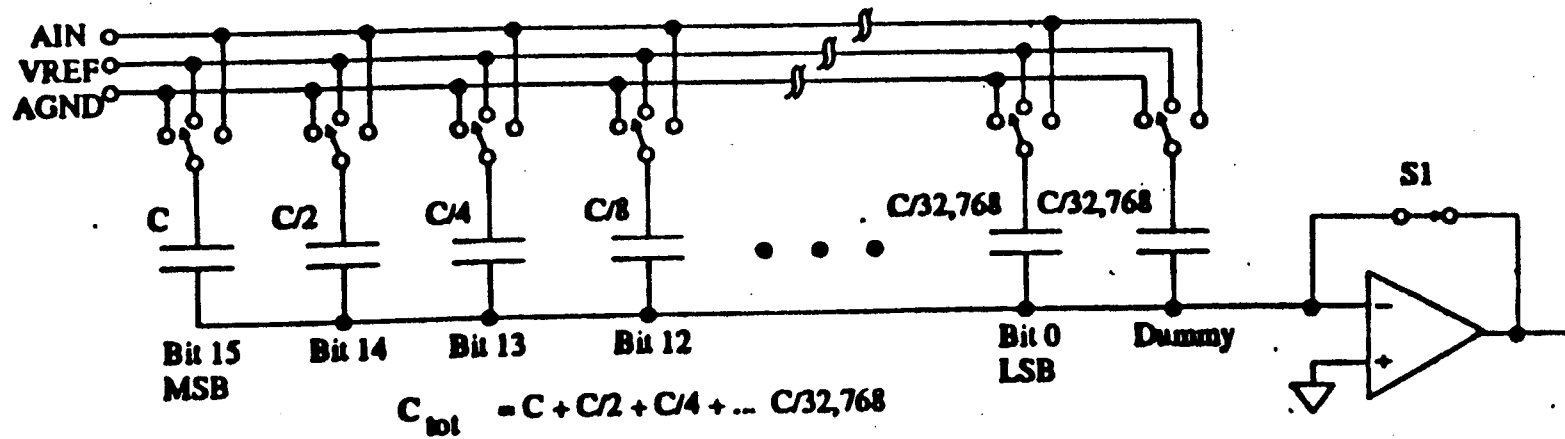 AIN
VREF
AGND
S1
C
C/2
C/4
C/8
C/32,768
C/32,768
−
+
Bit 15
MSB
Bit 14
Bit 13
Bit 12
Bit 0
LSB
Dummy
C tot = C + C/2 + C/4 + ... C/32,768